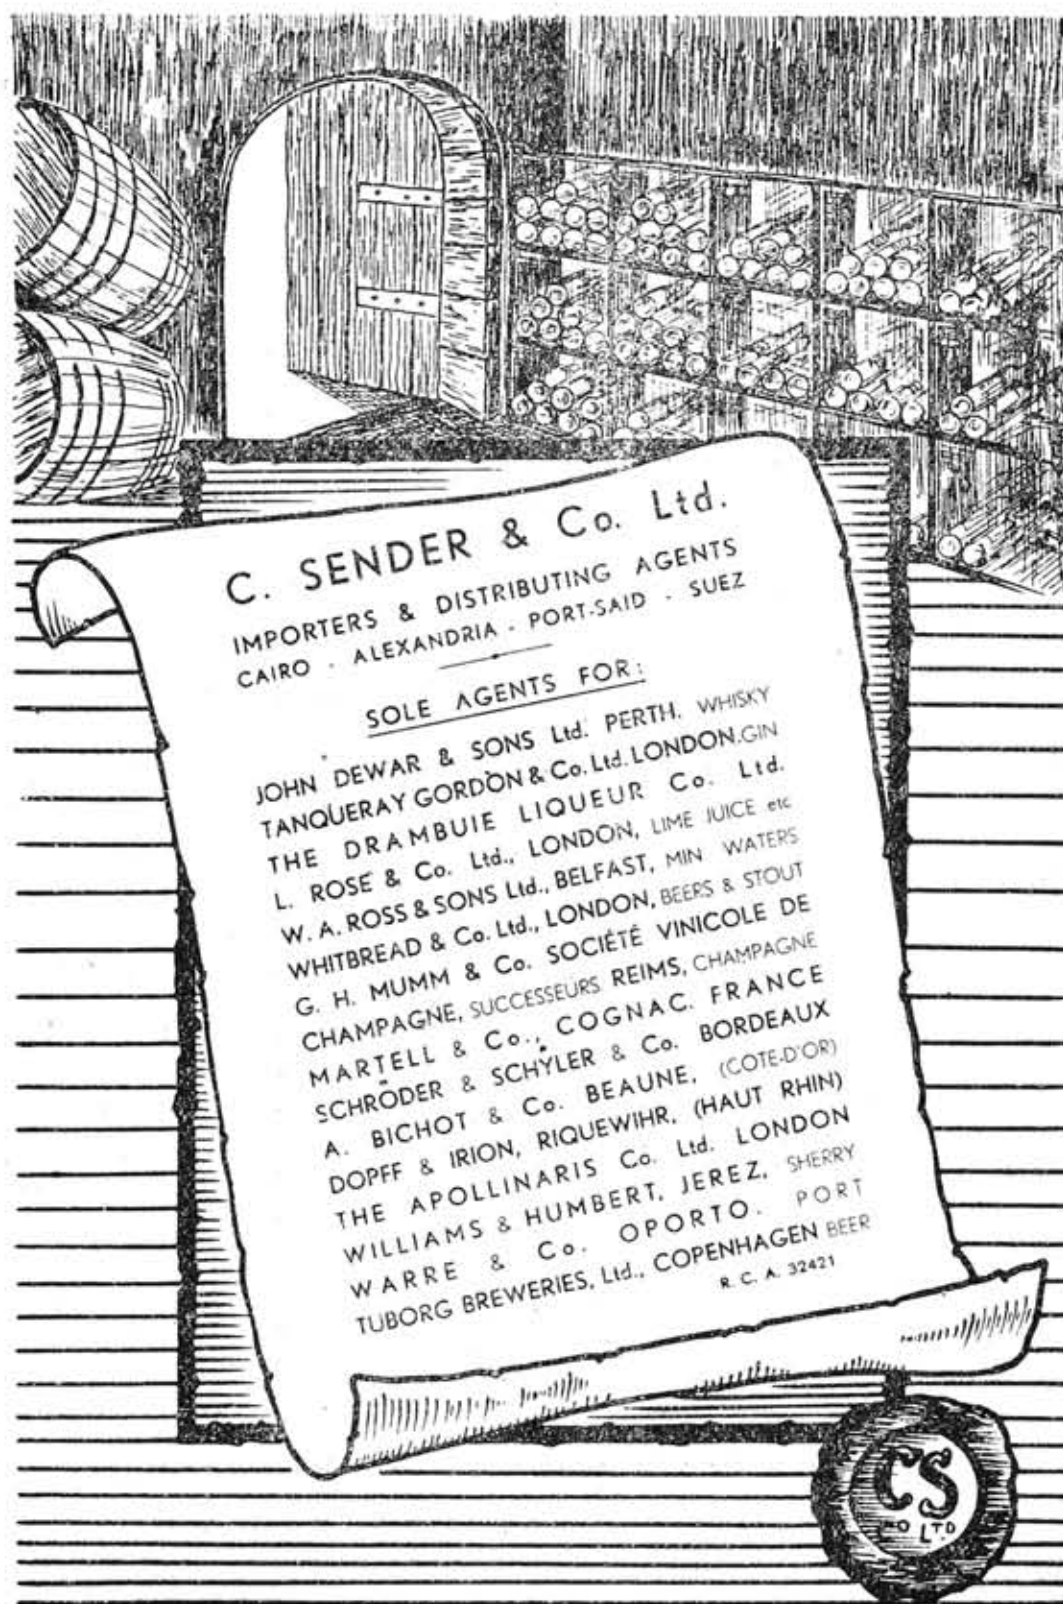 C. SENDER & Co. Ltd.
IMPORTERS & DISTRIBUTING AGENTS
CAIRO - ALEXANDRIA - PORT-SAID - SUEZ
SOLE AGENTS FOR:
JOHN DEWAR & SONS Ltd. PERTH. WHISKY
TANQUERAY GORDON & Co. Ltd. LONDON.GIN
THE DRAMBUIE LIQUEUR Co. Ltd.
L. ROSE & Co. Ltd., LONDON, LIME JUICE etc
W. A. ROSS & SONS Ltd., BELFAST, MIN WATERS
WHITBREAD & Co. Ltd., LONDON, BEERS & STOUT
G. H. MUMM & Co. SOCIÉTÉ VINICOLE DE
CHAMPAGNE, SUCCESSEURS REIMS, CHAMPAGNE
MARTELL & Co., COGNAC. FRANCE
SCHRÖDER & SCHŸLER & Co. BORDEAUX
A. BICHOT & Co. BEAUNE, (COTE-D'OR)
DOPFF & IRION, RIQUEWIHR, (HAUT RHIN)
THE APOLLINARIS Co. Ltd. LONDON
WILLIAMS & HUMBERT, JEREZ, SHERRY
WARRE & Co. OPORTO. PORT
TUBORG BREWERIES, Ltd., COPENHAGEN BEER
R. C. A. 32421
CS
CO LTD